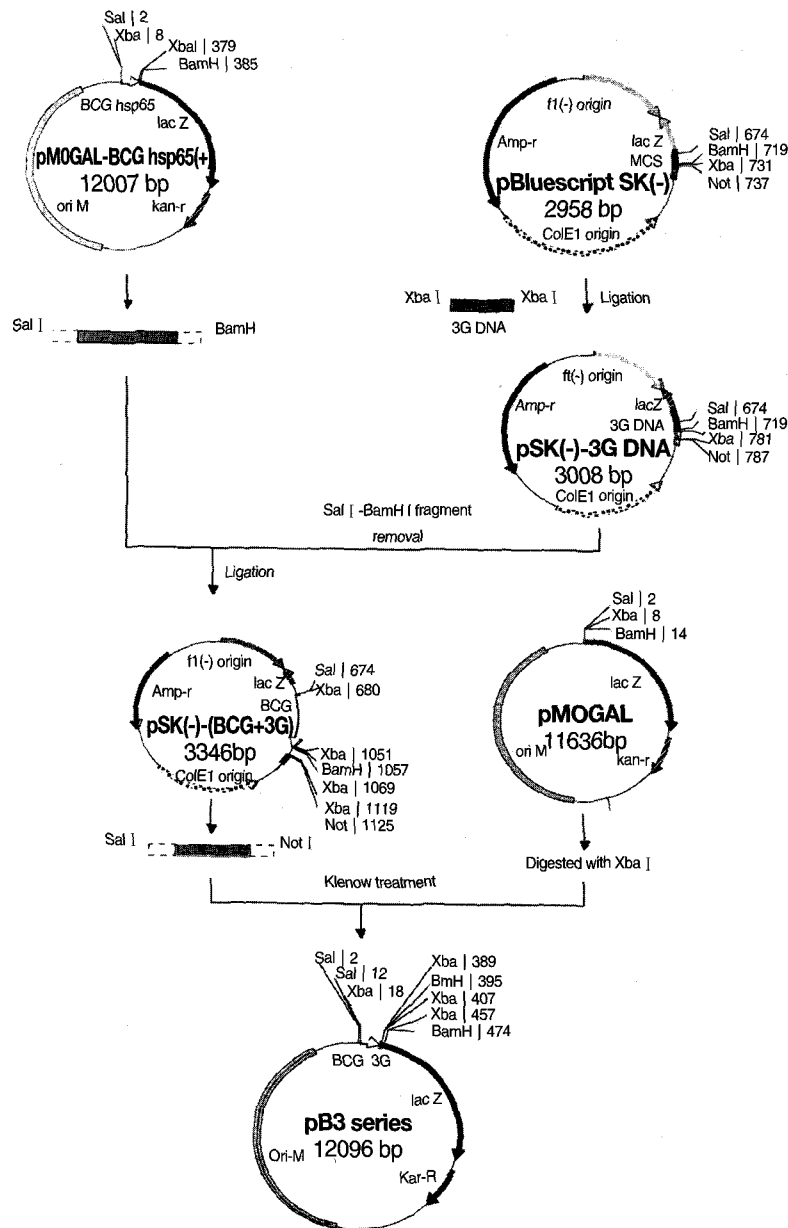 Sal | 2
Xba | 8
XbaI | 379
BamH | 385
BCG hsp65
lac Z
pM0GAL-BCG hsp65(+
12007 bp
ori M
kan-r
f1(-) origin
Amp-r
lac Z
MCS
Sal | 674
BamH | 719
Xba | 731
Not | 737
pBluescript SK(-)
2958 bp
ColE1 origin
Sal I
BamH
Xba I
Xba I
3G DNA
Ligation
ft(-) origin
Amp-r
lacZ
3G DNA
Sal | 674
BamH | 719
Xba | 781
Not | 787
pSK(-)-3G DNA
3008 bp
ColE1 origin
Sal I -BamH I fragment
removal
Ligation
f1(-) origin
Amp-r
lac Z
BCG
Sal | 674
Xba | 680
pSK(-)-(BCG+3G)
3346bp
ColE1 origin
Xba | 1051
BamH | 1057
Xba | 1069
Xba | 1119
Not | 1125
Sal | 2
Xba | 8
BamH | 14
lac Z
pMOGAL
11636bp
ori M
kan-r
Sal I
Not I
Digested with Xba I
Klenow treatment
Sal | 2
Sal | 12
Xba | 18
Xba | 389
BmH | 395
Xba | 407
Xba | 457
BamH | 474
BCG 3G
lac Z
pB3 series
12096 bp
Ori-M
Kar-R